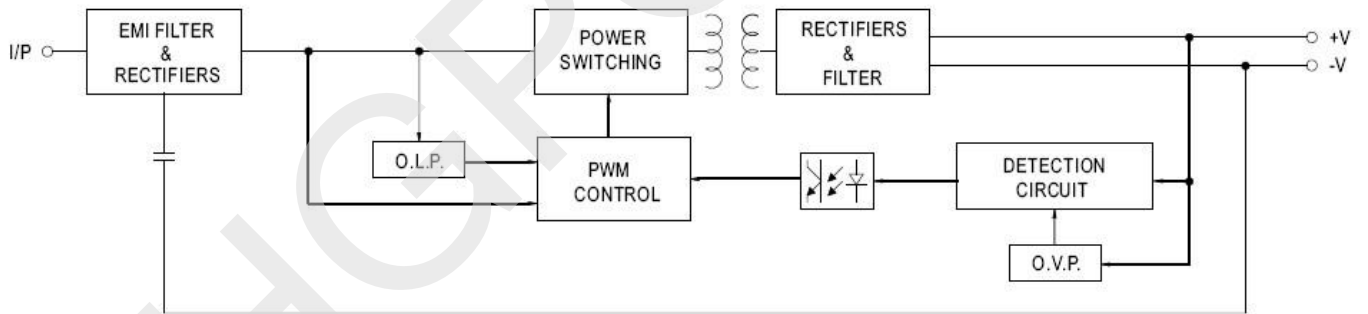 I/P
EMI FILTER
&
RECTIFIERS
POWER
SWITCHING
RECTIFIERS
&
FILTER
+V
-V
O.L.P.
PWM
CONTROL
DETECTION
CIRCUIT
O.V.P.